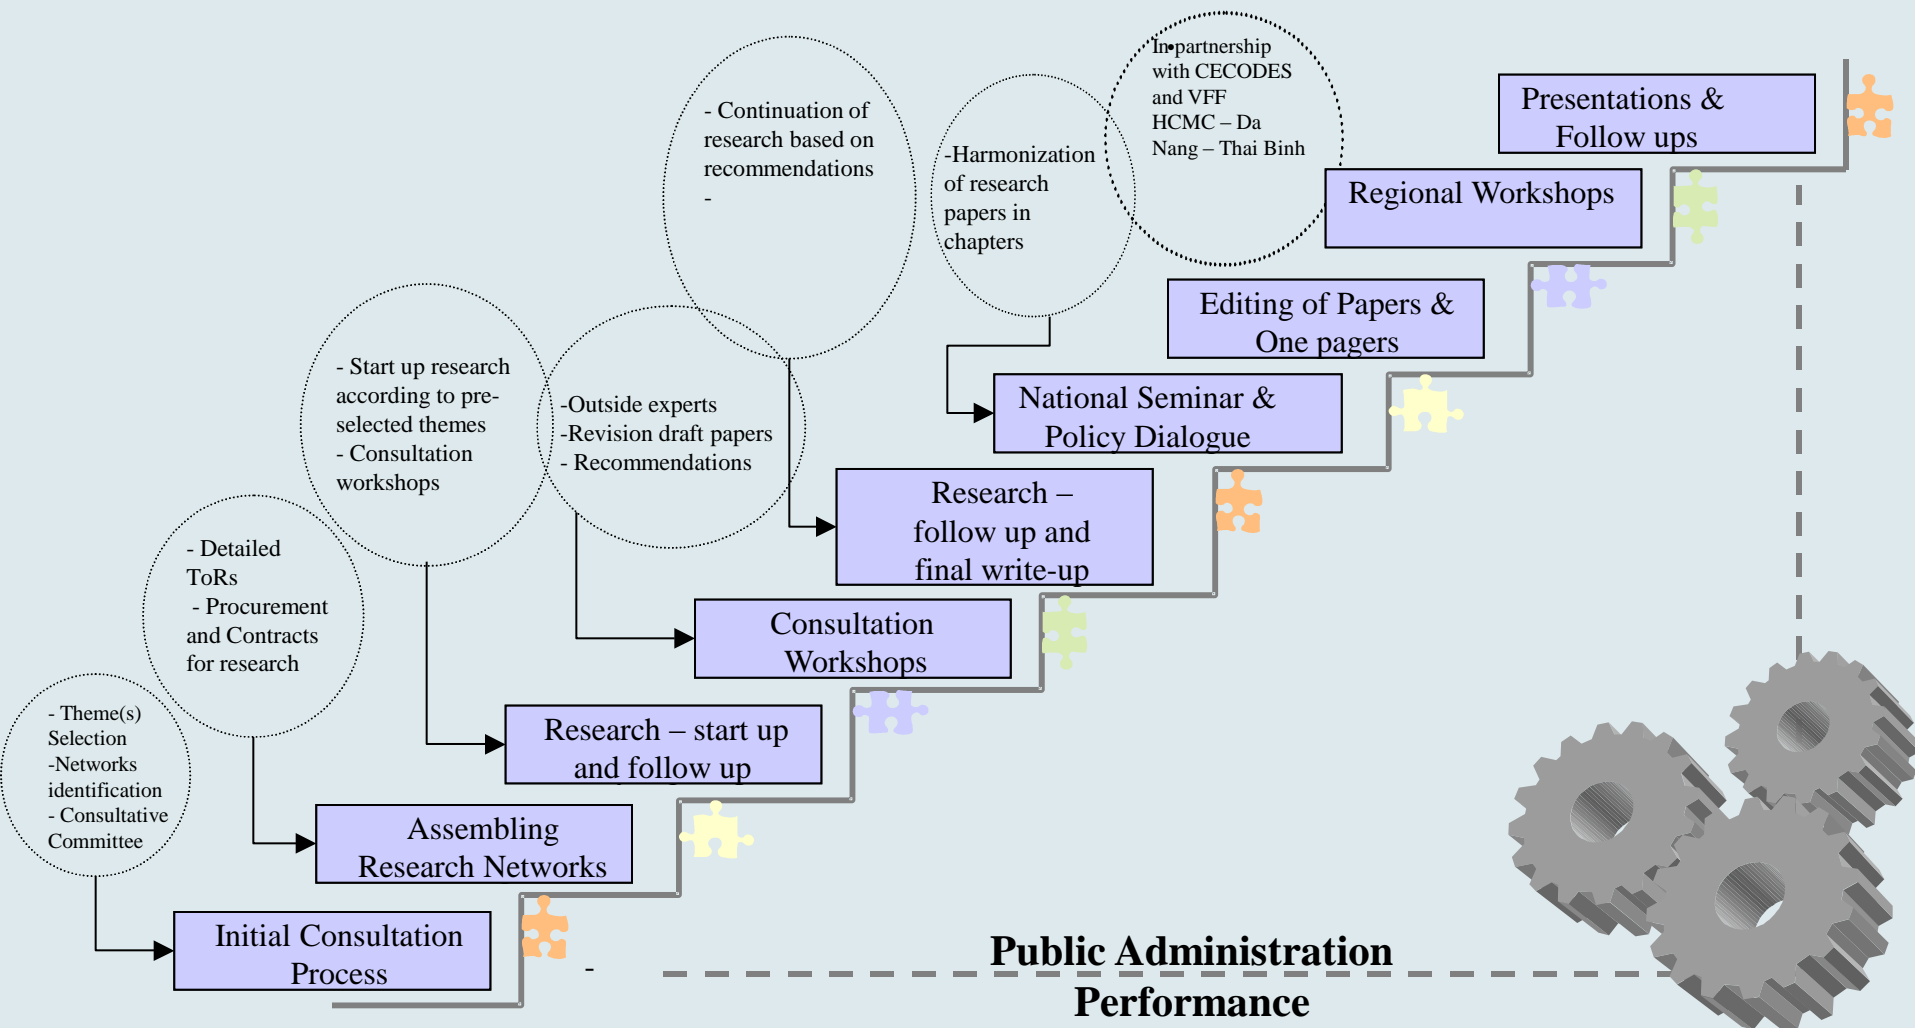 In•partnership
with CECODES
and VFF
HCMC – Da
Nang – Thai Binh
Presentations &
Follow ups
- Continuation of
research based on
recommendations
-
-Harmonization
of research
papers in
chapters
Regional Workshops
Editing of Papers &
One pagers
- Start up research
according to pre-
selected themes
- Consultation
workshops
-Outside experts
-Revision draft papers
- Recommendations
National Seminar &
Policy Dialogue
Research –
follow up and
final write-up
- Detailed
ToRs
- Procurement
and Contracts
for research
Consultation
Workshops
- Theme(s)
Selection
-Networks
identification
- Consultative
Committee
Research – start up
and follow up
Assembling
Research Networks
Initial Consultation
Process
-
Public Administration
Performance